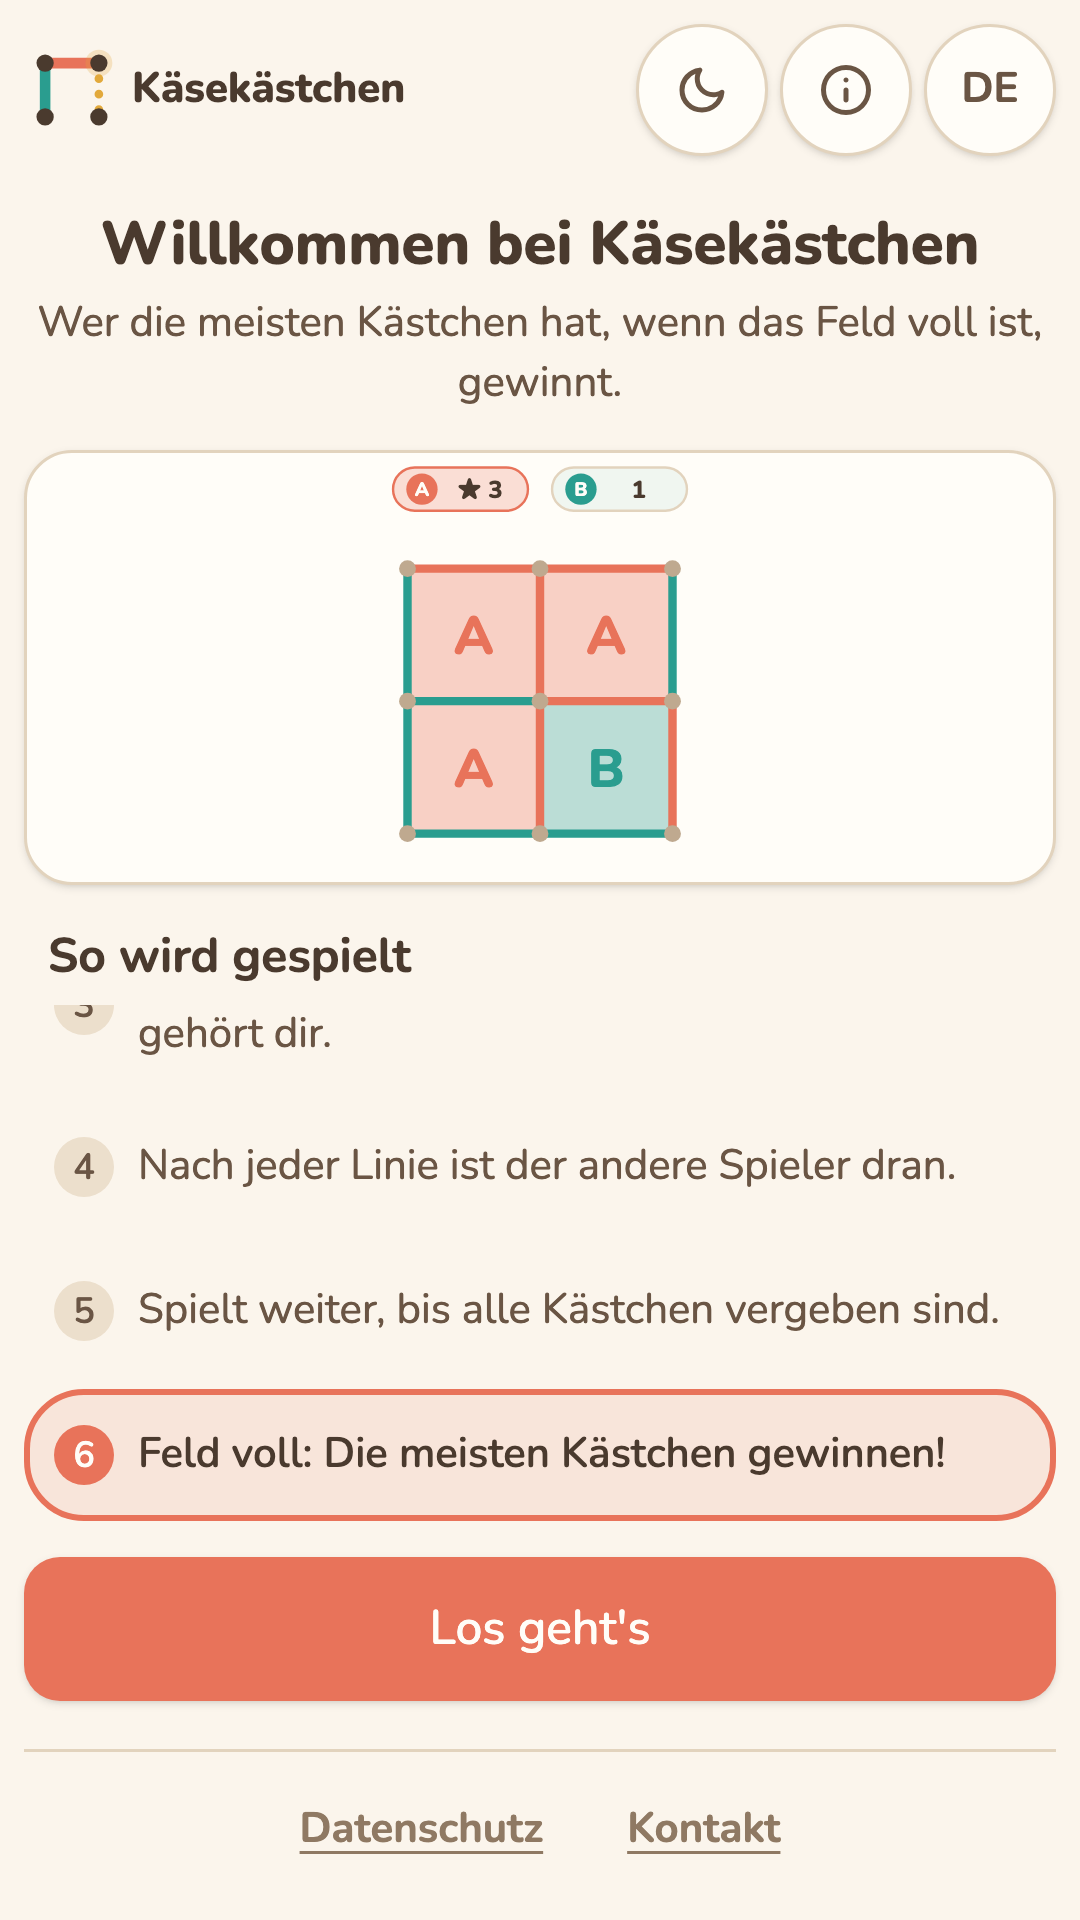 Käsekästchen
DE
Willkommen bei Käsekästchen
Wer die meisten Kästchen hat, wenn das Feld voll ist,
gewinnt.
A ★ 3 B 1
A A
A B
So wird gespielt
3 gehört dir.
4 Nach jeder Linie ist der andere Spieler dran.
5 Spielt weiter, bis alle Kästchen vergeben sind.
6 Feld voll: Die meisten Kästchen gewinnen!
Los geht's
Datenschutz Kontakt